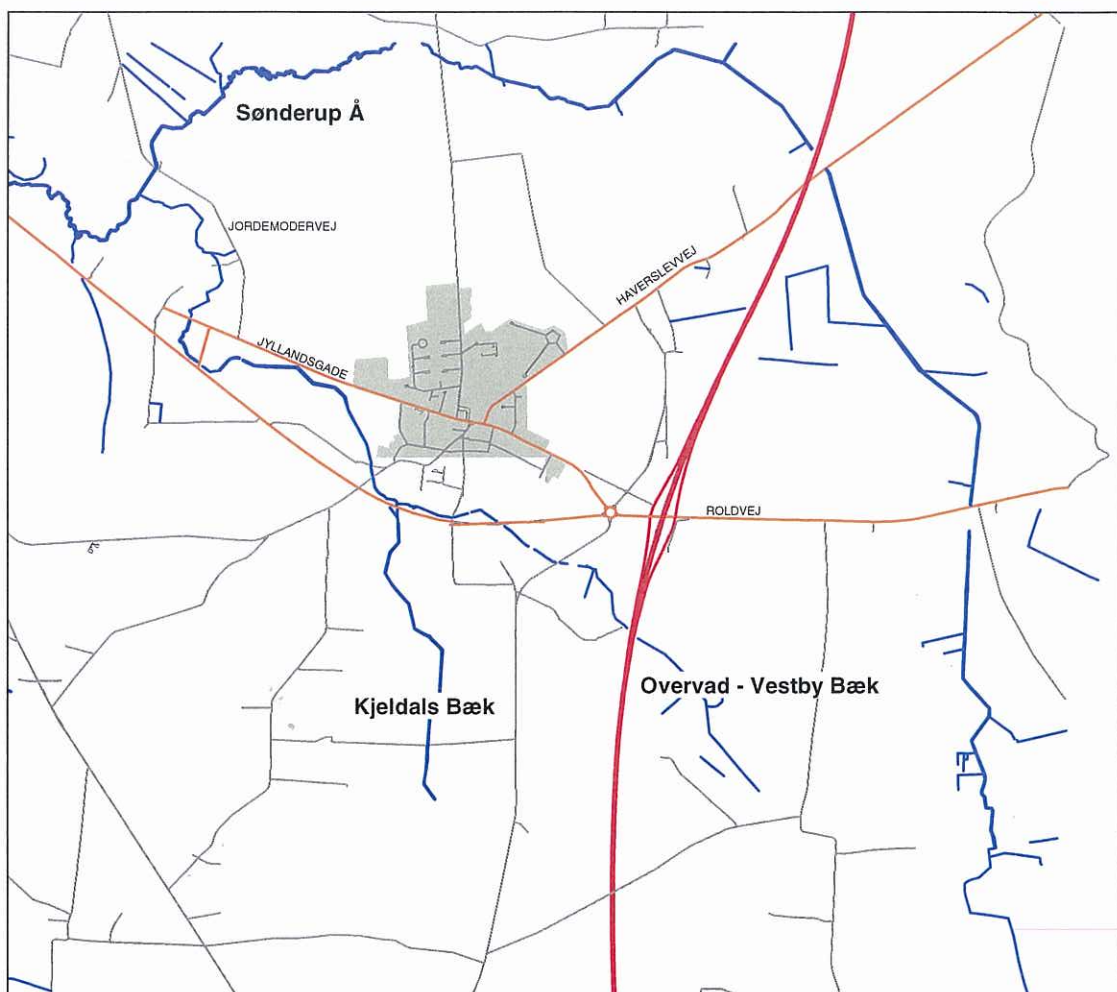 Sønderup Å
JORDEMODERVEJ
HAVERSLEVVEJ
JYLLANDSGADE
ROLDVEJ
Overvad - Vestby Bæk
Kjeldals Bæk